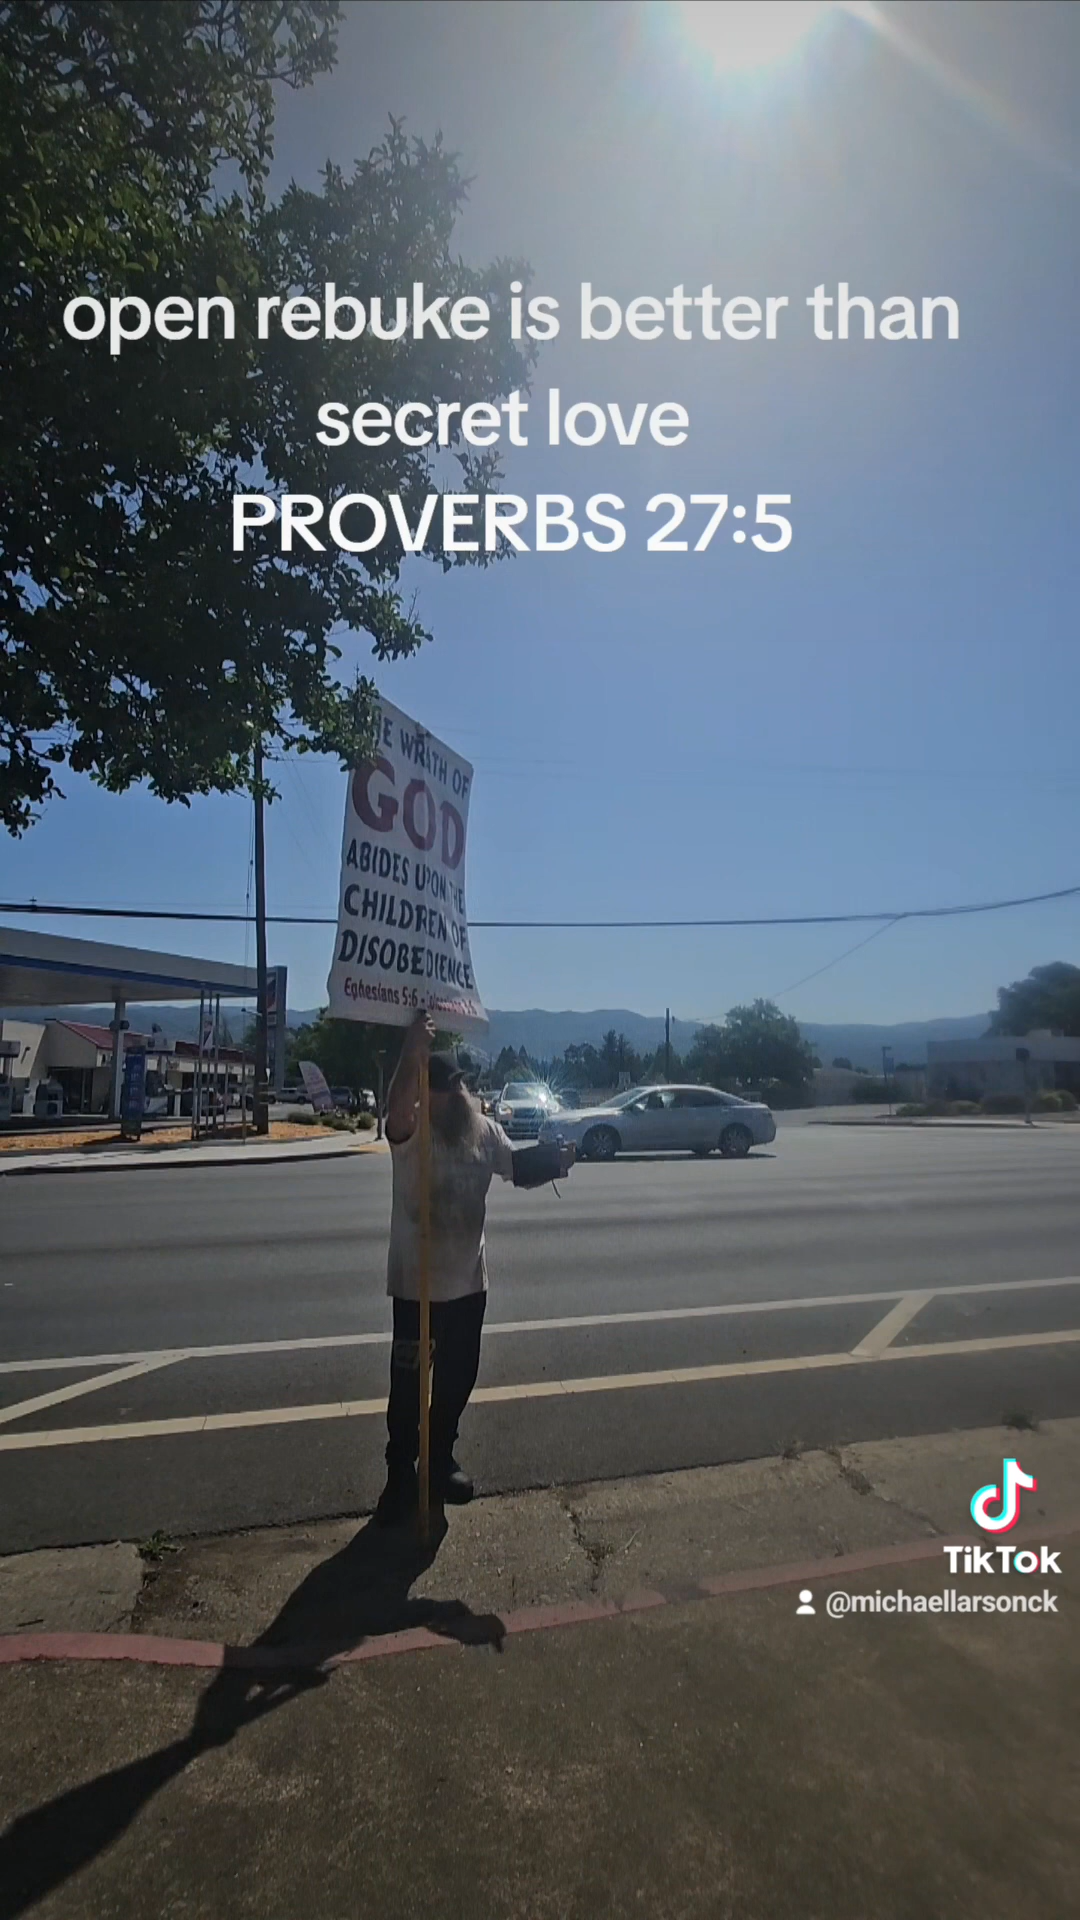 open rebuke is better than
secret love
PROVERBS 27:5
WRATH OF
GOD
ABIDES UPON THE
CHILDREN OF
DISOBEDIENCE
Ephesians 5:6 -
TikTok
@michaellarsonck